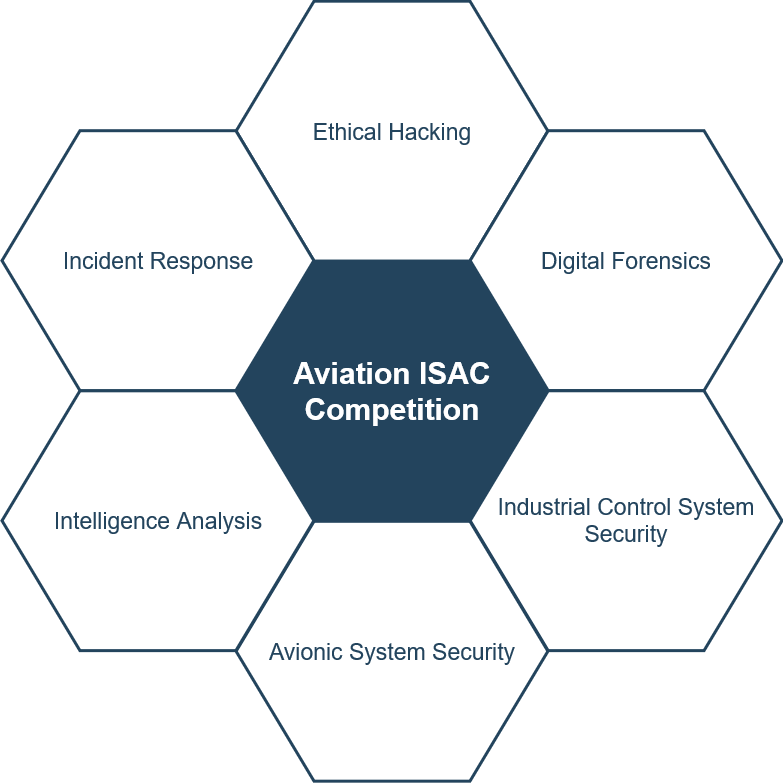 Ethical Hacking
Incident Response
Digital Forensics
Aviation ISAC
Competition
Intelligence Analysis
Industrial Control System
Security
Avionic System Security